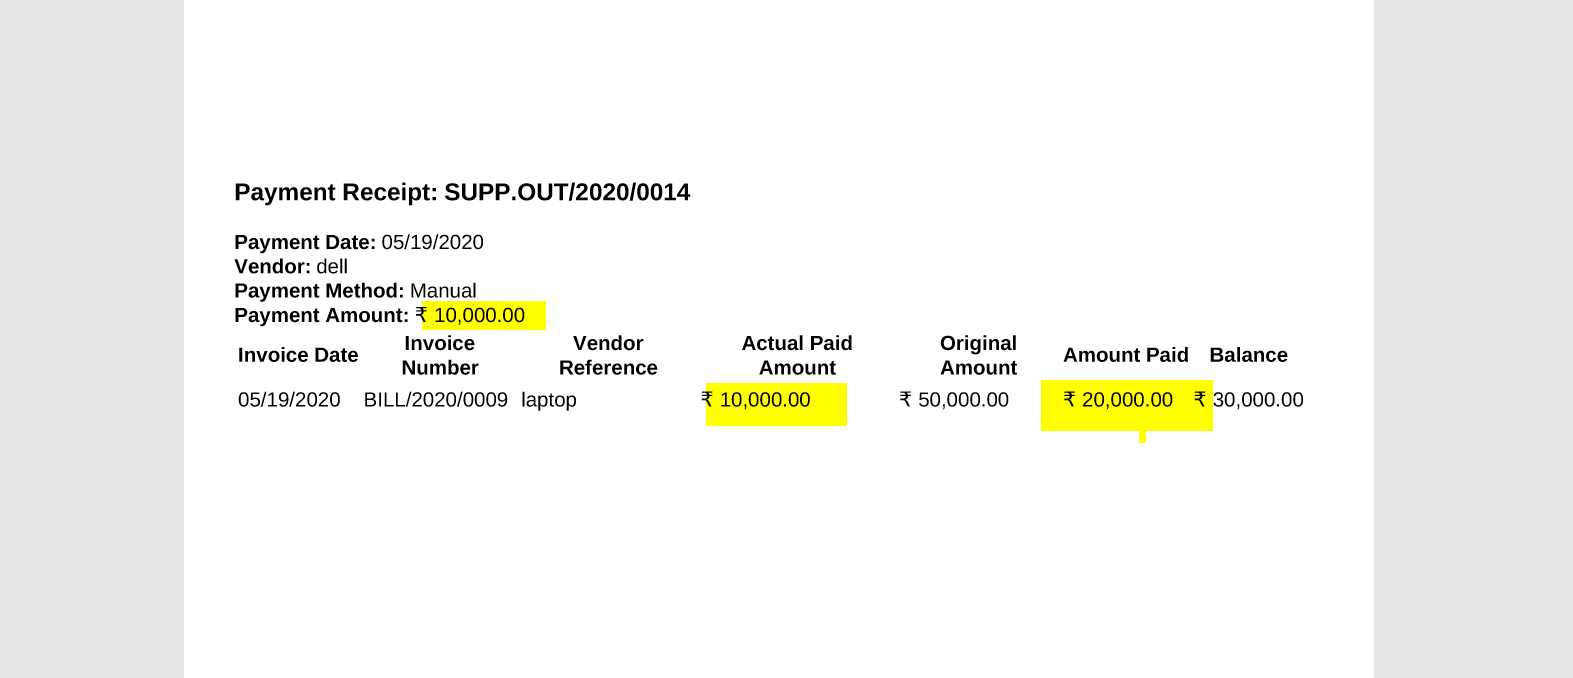 Payment Receipt: SUPP.OUT/2020/0014
Payment Date: 05/19/2020
Vendor: dell
Payment Method: Manual
Payment Amount: ₹ 10,000.00
Invoice Date Invoice Number Vendor Reference Actual Paid Amount Original Amount Amount Paid Balance
05/19/2020 BILL/2020/0009 laptop ₹ 10,000.00 ₹ 50,000.00 ₹ 20,000.00 ₹ 30,000.00